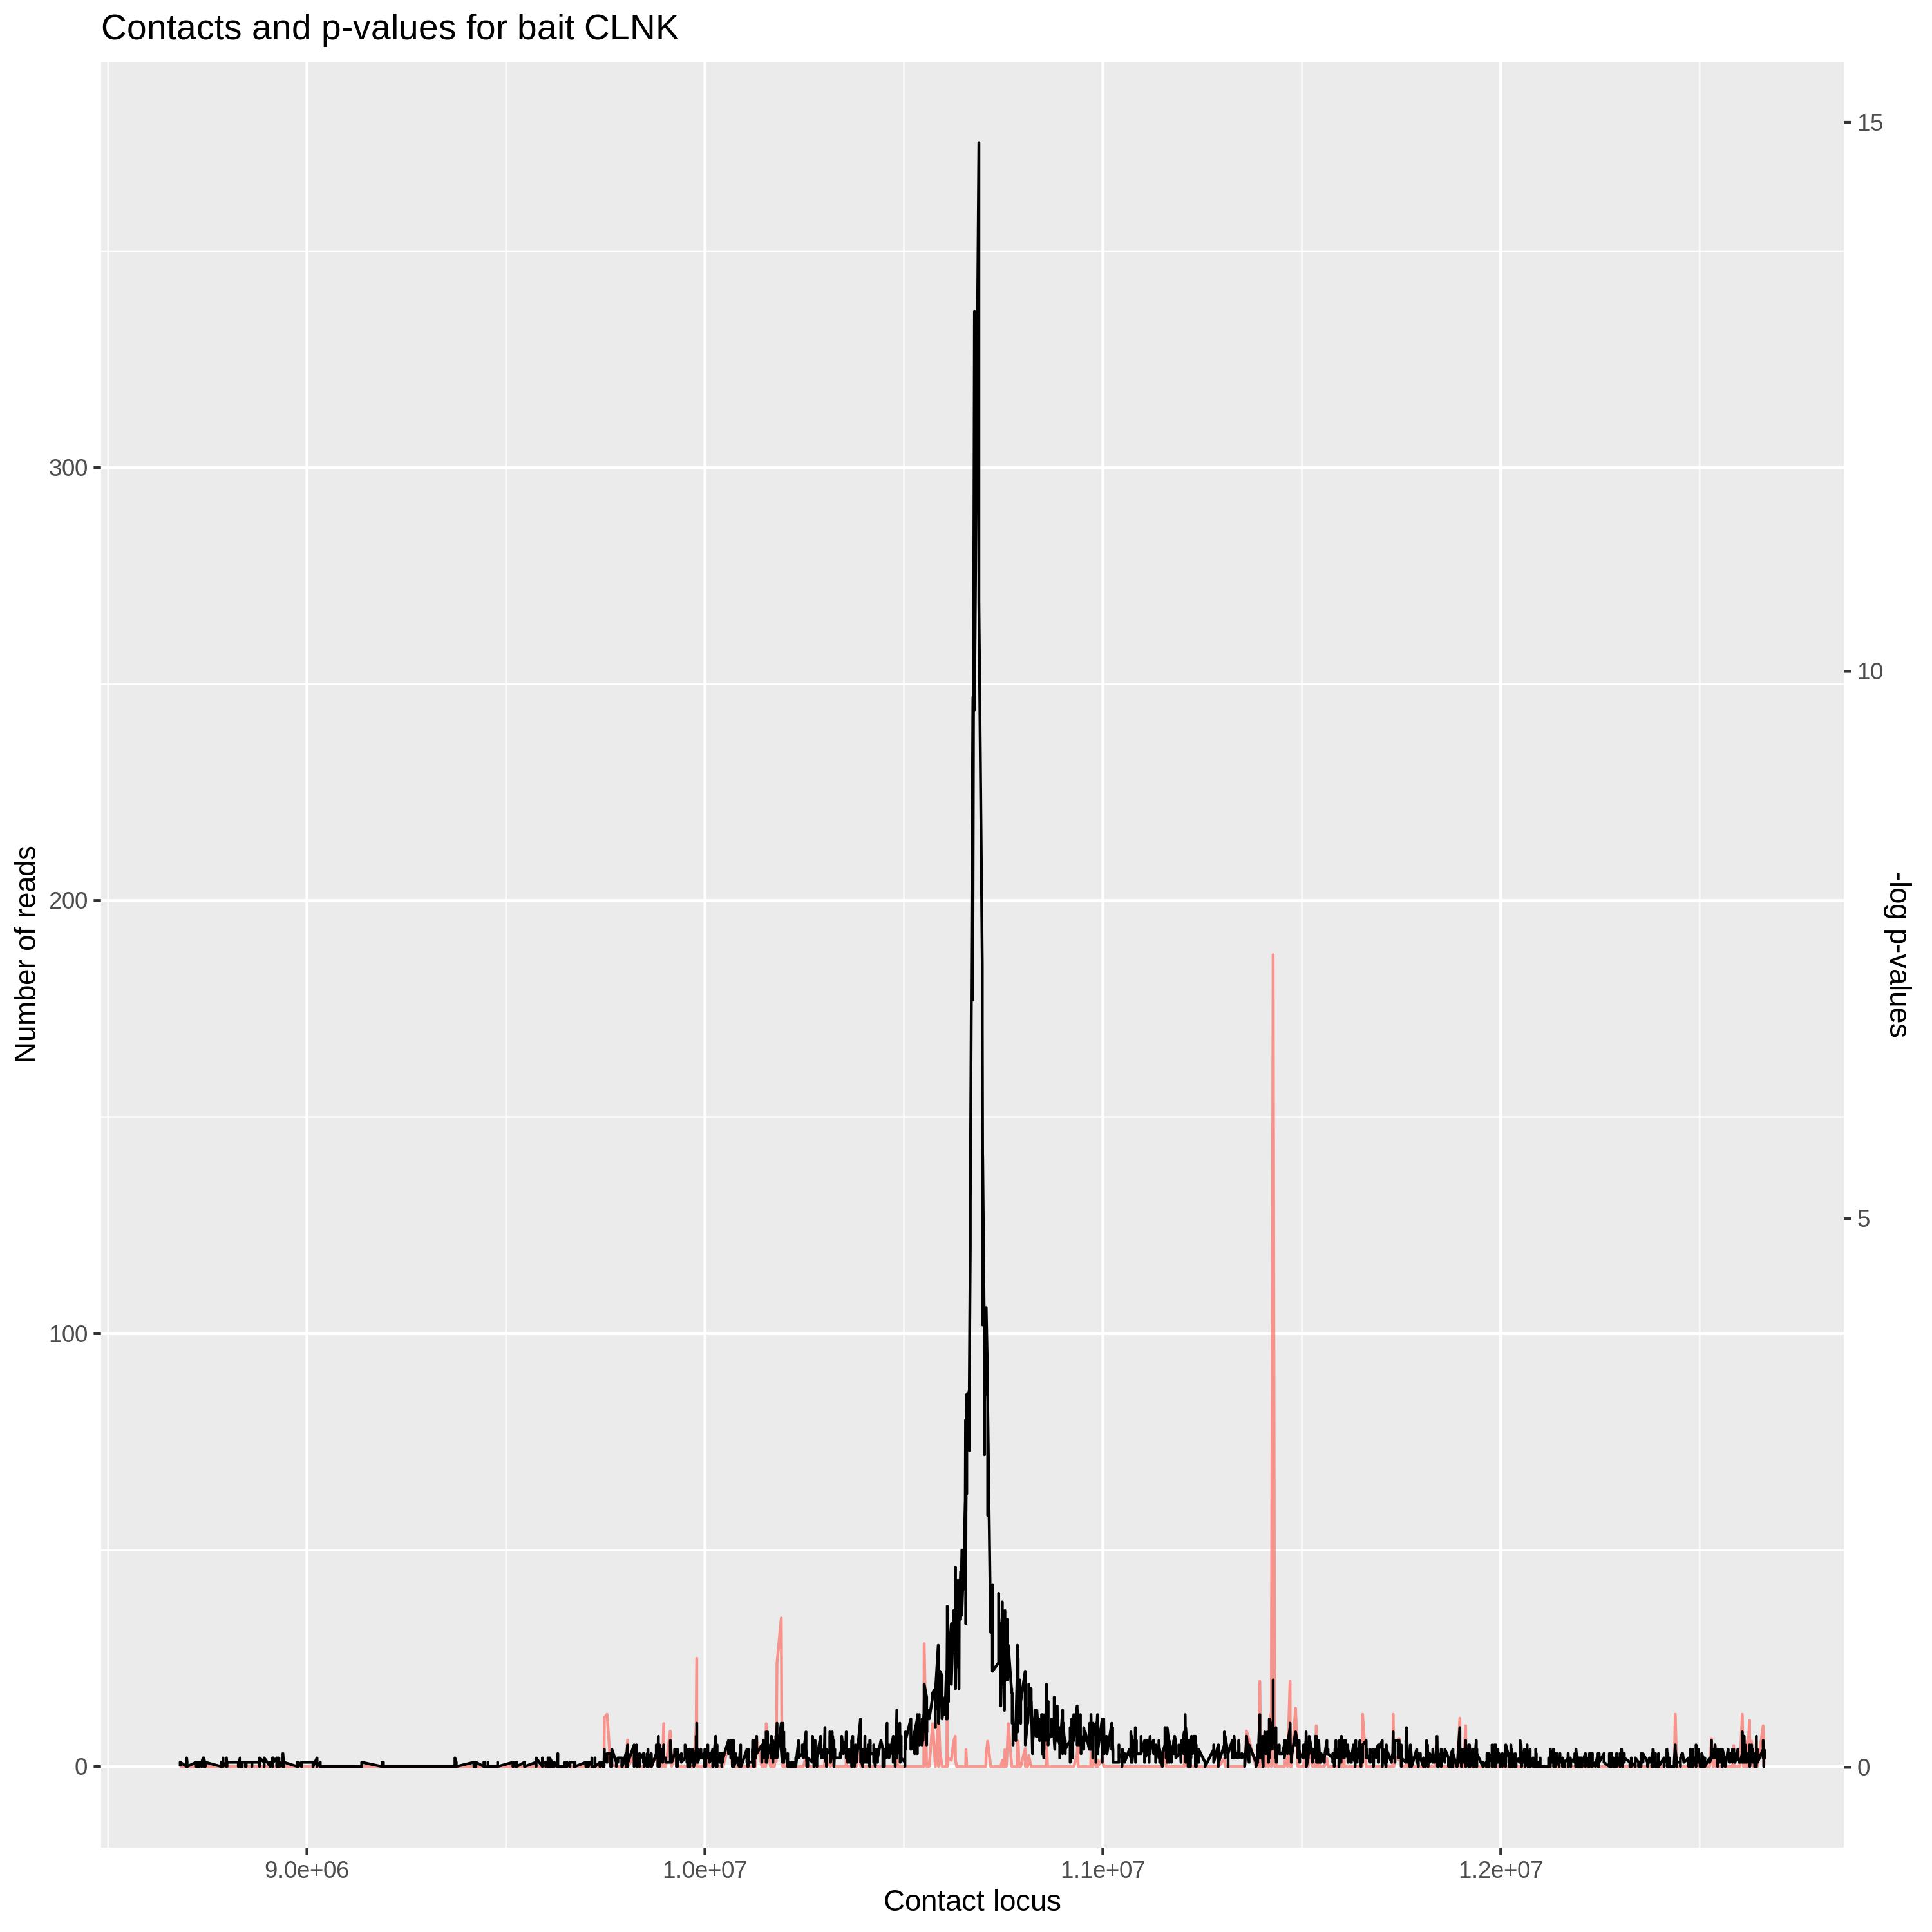 Contacts and p-values for bait CLNK
15
10
5
0
-log p-values
300
200
100
0
Number of reads
9.0e+06 1.0e+07 1.1e+07 1.2e+07
Contact locus